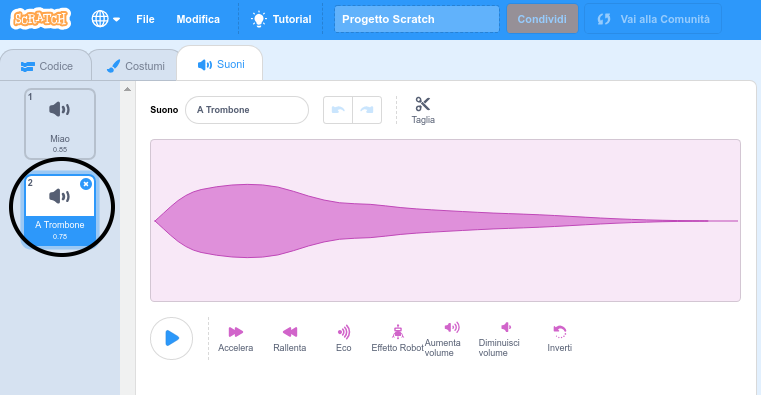 SCRATCH
File
Modifica
Tutorial
Progetto Scratch
Condividi
Vai alla Comunità
Codice
Costumi
Suoni
1
Miao
0.85
2
A Trombone
0.75
Suono
A Trombone
Taglia
Accelera
Rallenta
Eco
Effetto Robot
Aumenta
volume
Diminuisci
volume
Inverti